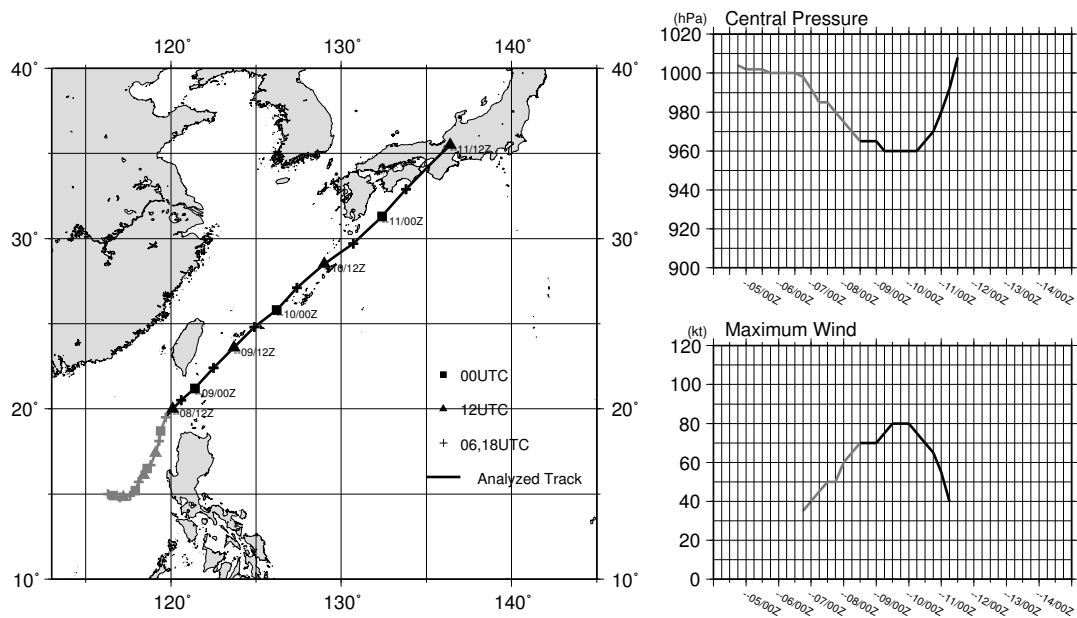 120˚ 130˚ 140˚
40˚ 40˚
30˚ 30˚
20˚ 20˚
10˚ 10˚
120˚ 130˚ 140˚
11/12Z
11/00Z
10/12Z
10/00Z
09/12Z
09/00Z
08/12Z
00UTC
12UTC
06,18UTC
Analyzed Track
(hPa) Central Pressure
1020
1000
980
960
940
920
900
05/00Z 06/00Z 07/00Z 08/00Z 09/00Z 10/00Z 11/00Z 12/00Z 13/00Z 14/00Z
(kt) Maximum Wind
120
100
80
60
40
20
0
05/00Z 06/00Z 07/00Z 08/00Z 09/00Z 10/00Z 11/00Z 12/00Z 13/00Z 14/00Z